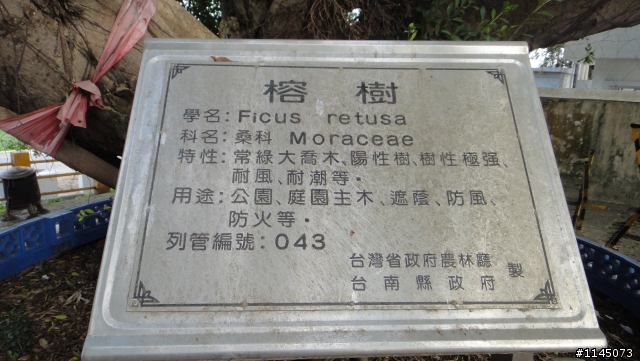 榕樹
學名：Ficus retusa
科名：桑科 Moraceae
特性：常綠大喬木、陽性樹、樹性極强、
耐風、耐潮等。
用途：公園、庭園主木、遮蔭、防風、
防火等。
列管編號：043
台灣省政府農林廳
台南縣政府 製
#1145073